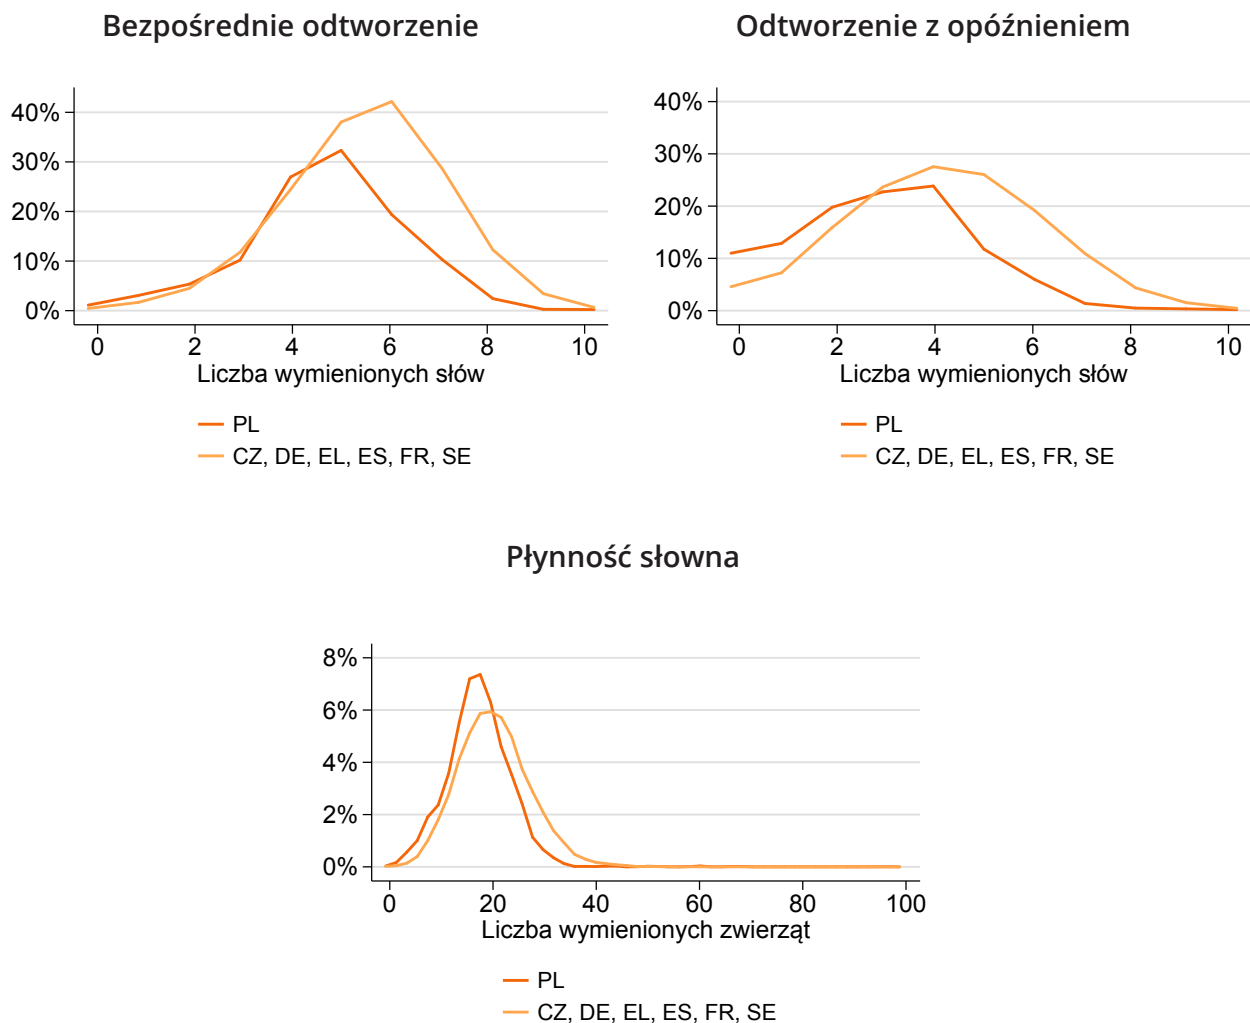 Bezpośrednie odtworzenie
40%
30%
20%
10%
0%
0 2 4 6 8 10
Liczba wymienionych słów
PL
CZ, DE, EL, ES, FR, SE
Odtworzenie z opóźnieniem
40%
30%
20%
10%
0%
0 2 4 6 8 10
Liczba wymienionych słów
PL
CZ, DE, EL, ES, FR, SE
Płynność słowna
8%
6%
4%
2%
0%
0 20 40 60 80 100
Liczba wymienionych zwierząt
PL
CZ, DE, EL, ES, FR, SE